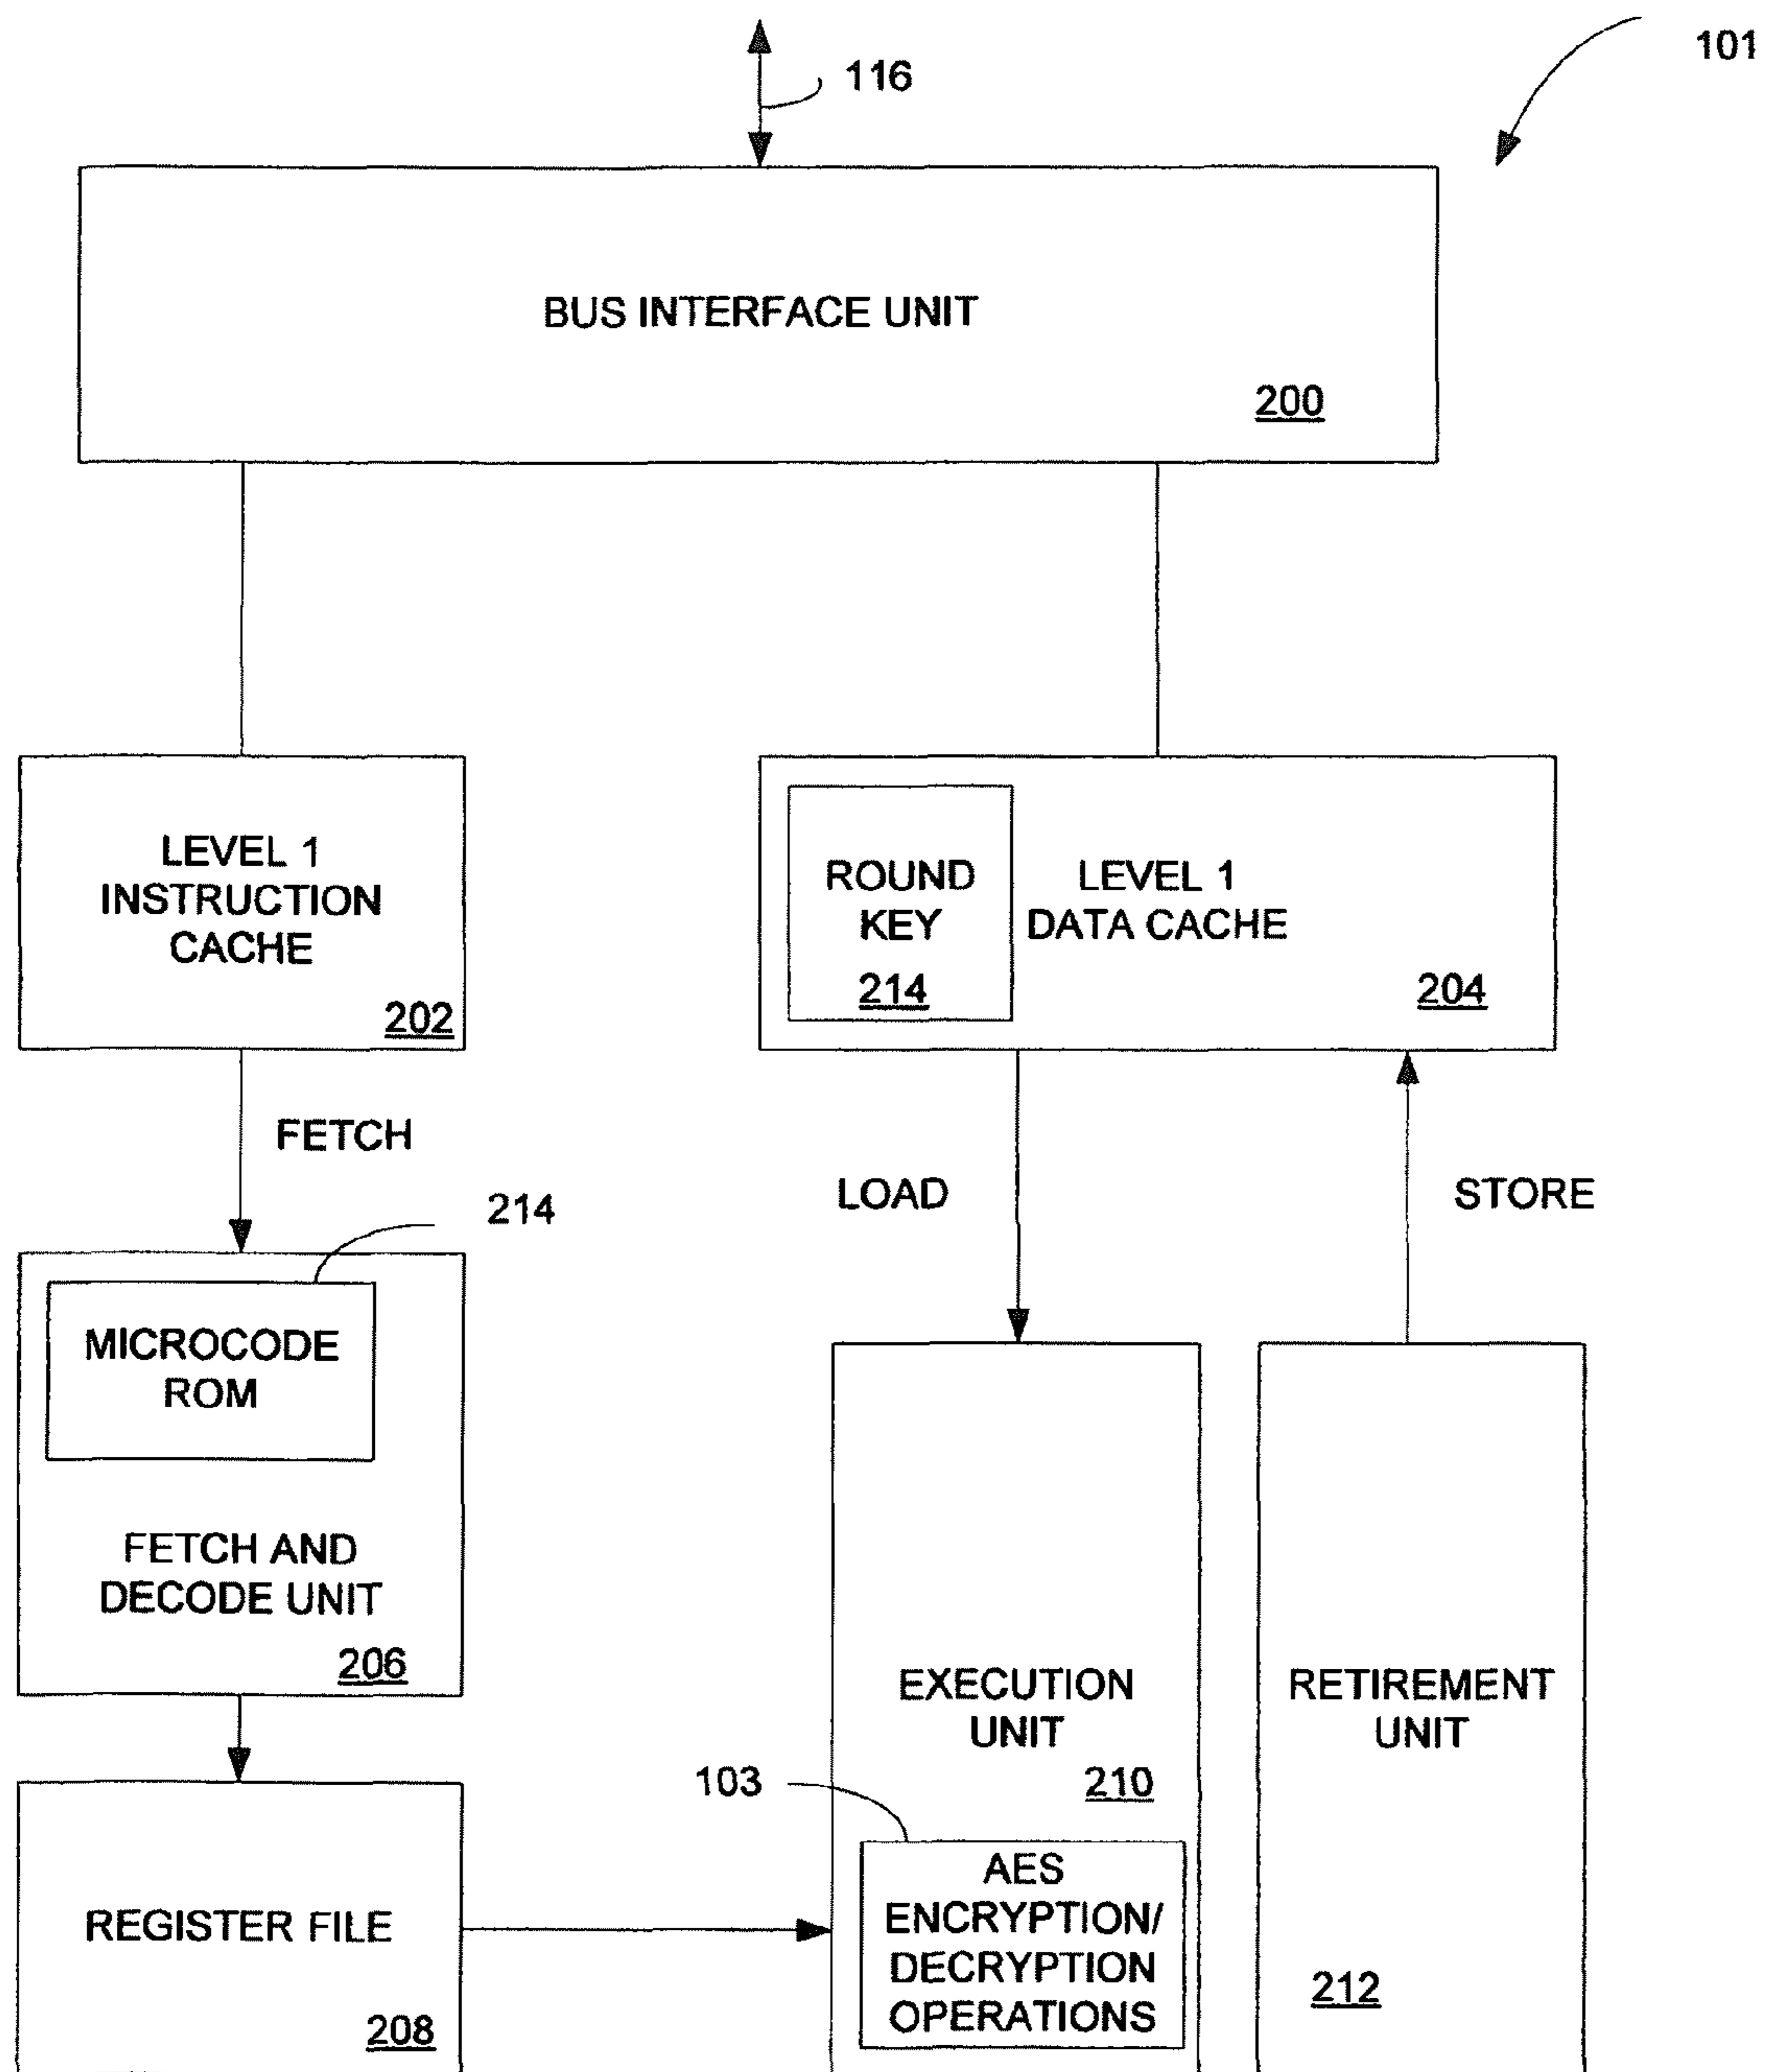 101
116
BUS INTERFACE UNIT
200
LEVEL 1
INSTRUCTION
CACHE
202
ROUND
KEY
214
LEVEL 1
DATA CACHE
204
FETCH
214
LOAD
STORE
MICROCODE
ROM
FETCH AND
DECODE UNIT
206
EXECUTION
UNIT
210
RETIREMENT
UNIT
212
103
AES
ENCRYPTION/
DECRYPTION
OPERATIONS
REGISTER FILE
208